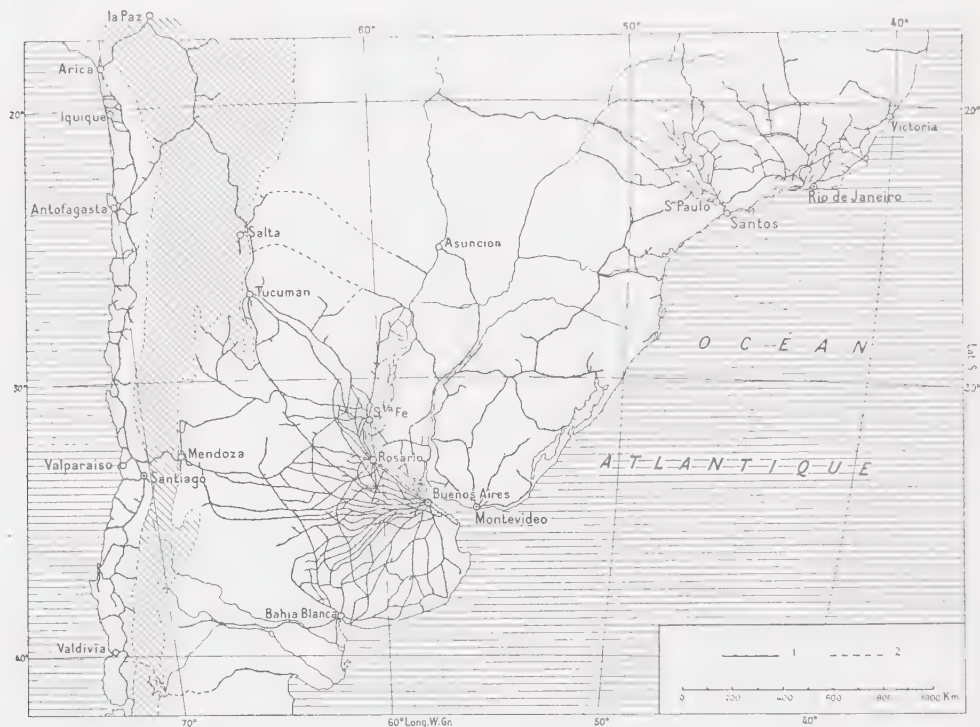 la Paz
60°
50°
40°
Arica
20°
Iquique
20°
Victoria
Antofagasta
Rio de Janeiro
S. Paulo
Santos
Salta
Asuncion
Tucuman
OCÉAN
Lat. S.
30°
Sta Fe
Valparaiso
Mendoza
Rosario
ATLANTIQUE
Santiago
Buenos Aires
Montevideo
Bahia Blanca
1
2
Valdivia
40°
0 200 400 600 800 1000 Km
70°
60° Long. W. Gr.
50°
40°